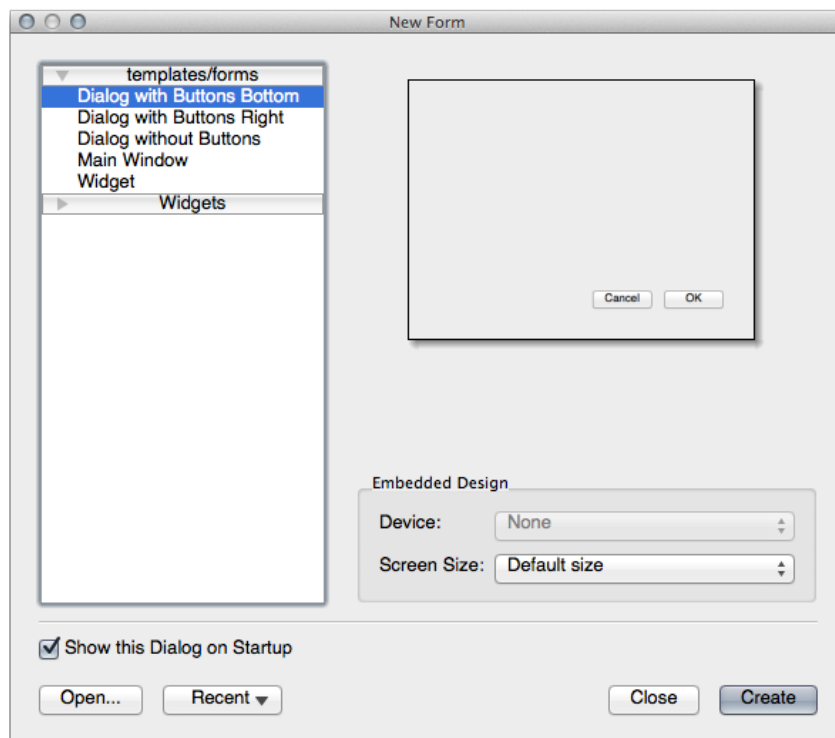 New Form
templates/forms
Dialog with Buttons Bottom
Dialog with Buttons Right
Dialog without Buttons
Main Window
Widget
Widgets
Cancel OK
Embedded Design
Device: None
Screen Size: Default size
Show this Dialog on Startup
Open... Recent Close Create